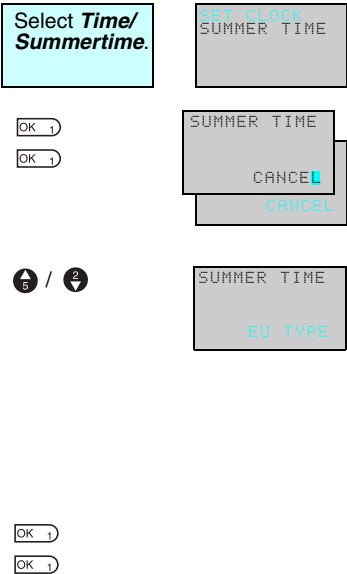 Select Time/
Summertime.
SET CLOCK
SUMMER TIME
OK 1
OK 1
SUMMER TIME
CANCEL
CANCEL
5 / 2
SUMMER TIME
EU TYPE
OK 1
OK 1